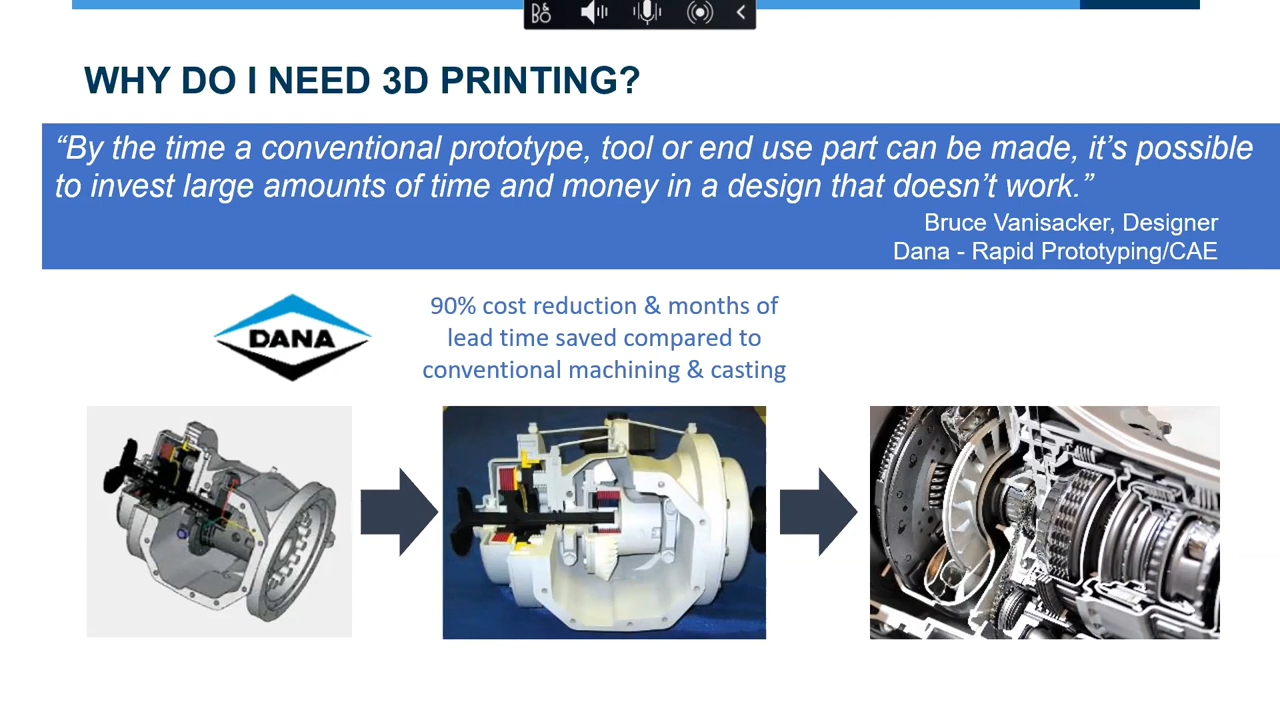 B&O
WHY DO I NEED 3D PRINTING?
“By the time a conventional prototype, tool or end use part can be made, it’s possible
to invest large amounts of time and money in a design that doesn’t work.”
Bruce Vanisacker, Designer
Dana - Rapid Prototyping/CAE
DANA
90% cost reduction & months of
lead time saved compared to
conventional machining & casting